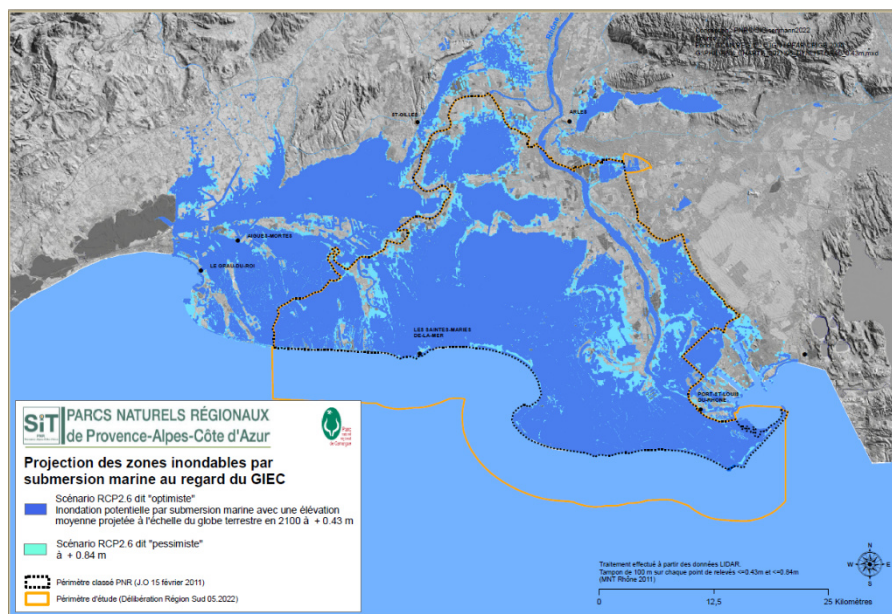 Rhône
ST-GILLES
ARLES
AIGUES-MORTES
LE GRAU-DU-ROI
LES SAINTES-MARIES
DE-LA-MER
PORT-ST-LOUIS
DU-RHONE
SIT
PARCS NATURELS RÉGIONAUX
de Provence-Alpes-Côte d'Azur
Projection des zones inondables par
submersion marine au regard du GIEC
Scénario RCP2.6 dit "optimiste"
Inondation potentielle par submersion marine avec une élévation
moyenne projetée à l'échelle du globe terrestre en 2100 à + 0.43 m
Scénario RCP2.6 dit "pessimiste"
à + 0.84 m
Périmètre classé PNR (J.O 15 février 2011)
Périmètre d'étude (Délibération Région Sud 05.2022)
Traitement effectué à partir des données LIDAR.
Tampon de 100 m sur chaque point de relevés <=0.43m et <=0.84m
(MNT Rhône 2011)
N
W
E
S
0
12,5
25 Kilomètres